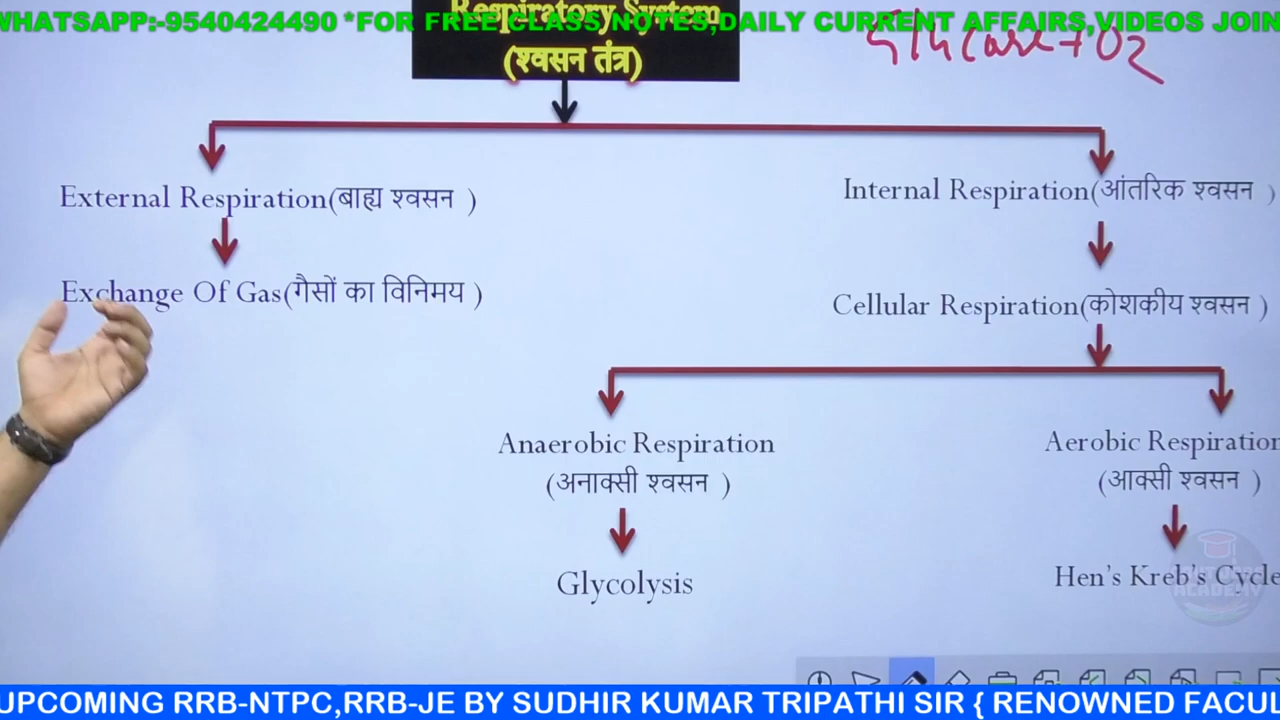 WHATSAPP:-9540424490 *FOR FREE CLASS NOTES,DAILY CURRENT AFFAIRS,VIDEOS JOIN
Respiratory System
(श्वसन तंत्र)
+ O2
External Respiration(बाह्य श्वसन )
Internal Respiration(आंतरिक श्वसन )
Exchange Of Gas(गैसों का विनिमय )
Cellular Respiration(कोशकीय श्वसन )
Anaerobic Respiration
(अनाक्सी श्वसन )
Aerobic Respiration
(आक्सी श्वसन )
Glycolysis
Hen's Kreb's Cycle
ACADEMY
UPCOMING RRB-NTPC,RRB-JE BY SUDHIR KUMAR TRIPATHI SIR { RENOWNED FACUL